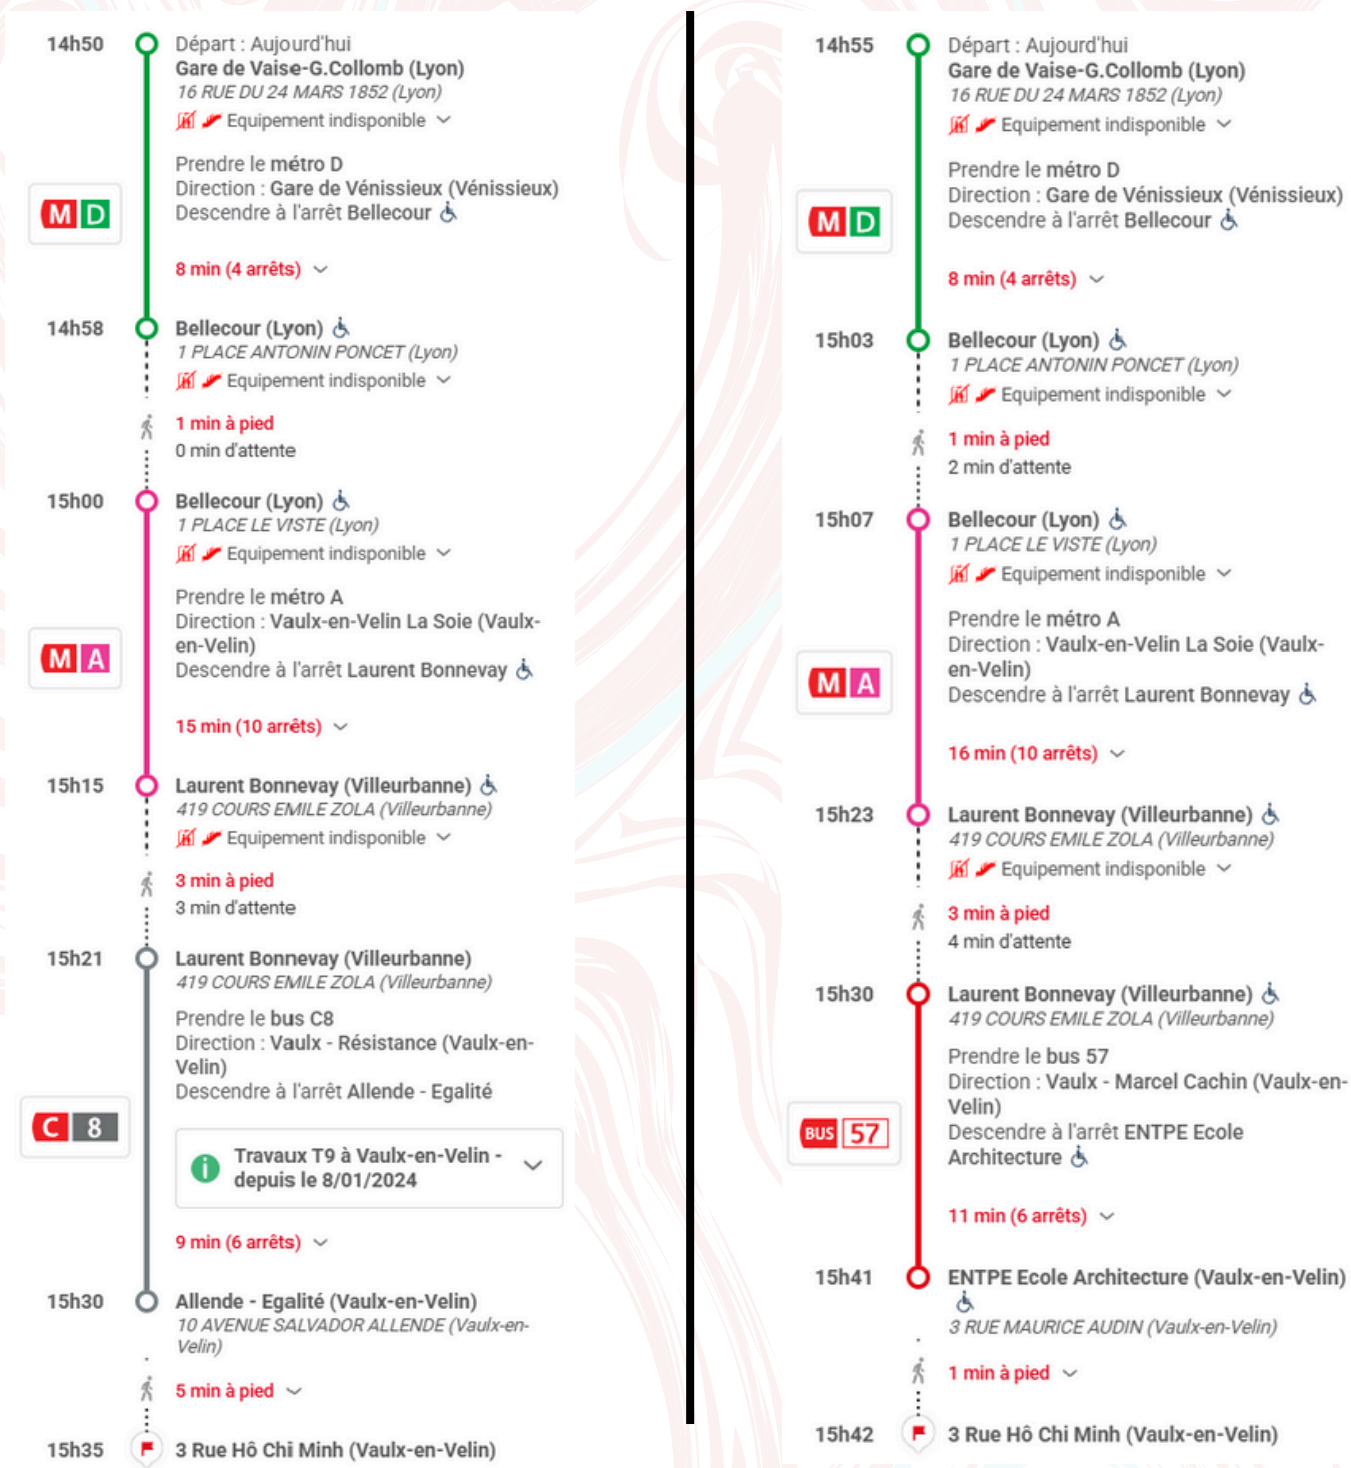 14h50
Départ : Aujourd'hui
Gare de Vaise-G.Collomb (Lyon)
16 RUE DU 24 MARS 1852 (Lyon)
Equipement indisponible
Prendre le métro D
Direction : Gare de Vénissieux (Vénissieux)
M D
Descendre à l'arrêt Bellecour
8 min (4 arrêts)
14h58
Bellecour (Lyon)
1 PLACE ANTONIN PONCET (Lyon)
Equipement indisponible
1 min à pied
0 min d'attente
15h00
Bellecour (Lyon)
1 PLACE LE VISTE (Lyon)
Equipement indisponible
Prendre le métro A
Direction : Vaulx-en-Velin La Soie (Vaulx-
en-Velin)
M A
Descendre à l'arrêt Laurent Bonnevay
15 min (10 arrêts)
15h15
Laurent Bonnevay (Villeurbanne)
419 COURS EMILE ZOLA (Villeurbanne)
Equipement indisponible
3 min à pied
3 min d'attente
15h21
Laurent Bonnevay (Villeurbanne)
419 COURS EMILE ZOLA (Villeurbanne)
Prendre le bus C8
Direction : Vaulx - Résistance (Vaulx-en-
Velin)
Descendre à l'arrêt Allende - Egalité
C 8
Travaux T9 à Vaulx-en-Velin -
depuis le 8/01/2024
9 min (6 arrêts)
15h30
Allende - Egalité (Vaulx-en-Velin)
10 AVENUE SALVADOR ALLENDE (Vaulx-en-
Velin)
5 min à pied
15h35
3 Rue Hô Chi Minh (Vaulx-en-Velin)
14h55
Départ : Aujourd'hui
Gare de Vaise-G.Collomb (Lyon)
16 RUE DU 24 MARS 1852 (Lyon)
Equipement indisponible
Prendre le métro D
Direction : Gare de Vénissieux (Vénissieux)
M D
Descendre à l'arrêt Bellecour
8 min (4 arrêts)
15h03
Bellecour (Lyon)
1 PLACE ANTONIN PONCET (Lyon)
Equipement indisponible
1 min à pied
2 min d'attente
15h07
Bellecour (Lyon)
1 PLACE LE VISTE (Lyon)
Equipement indisponible
Prendre le métro A
Direction : Vaulx-en-Velin La Soie (Vaulx-
en-Velin)
M A
Descendre à l'arrêt Laurent Bonnevay
16 min (10 arrêts)
15h23
Laurent Bonnevay (Villeurbanne)
419 COURS EMILE ZOLA (Villeurbanne)
Equipement indisponible
3 min à pied
4 min d'attente
15h30
Laurent Bonnevay (Villeurbanne)
419 COURS EMILE ZOLA (Villeurbanne)
Prendre le bus 57
Direction : Vaulx - Marcel Cachin (Vaulx-en-
Velin)
BUS 57
Descendre à l'arrêt ENTPE Ecole
Architecture
11 min (6 arrêts)
15h41
ENTPE Ecole Architecture (Vaulx-en-Velin)
3 RUE MAURICE AUDIN (Vaulx-en-Velin)
1 min à pied
15h42
3 Rue Hô Chi Minh (Vaulx-en-Velin)